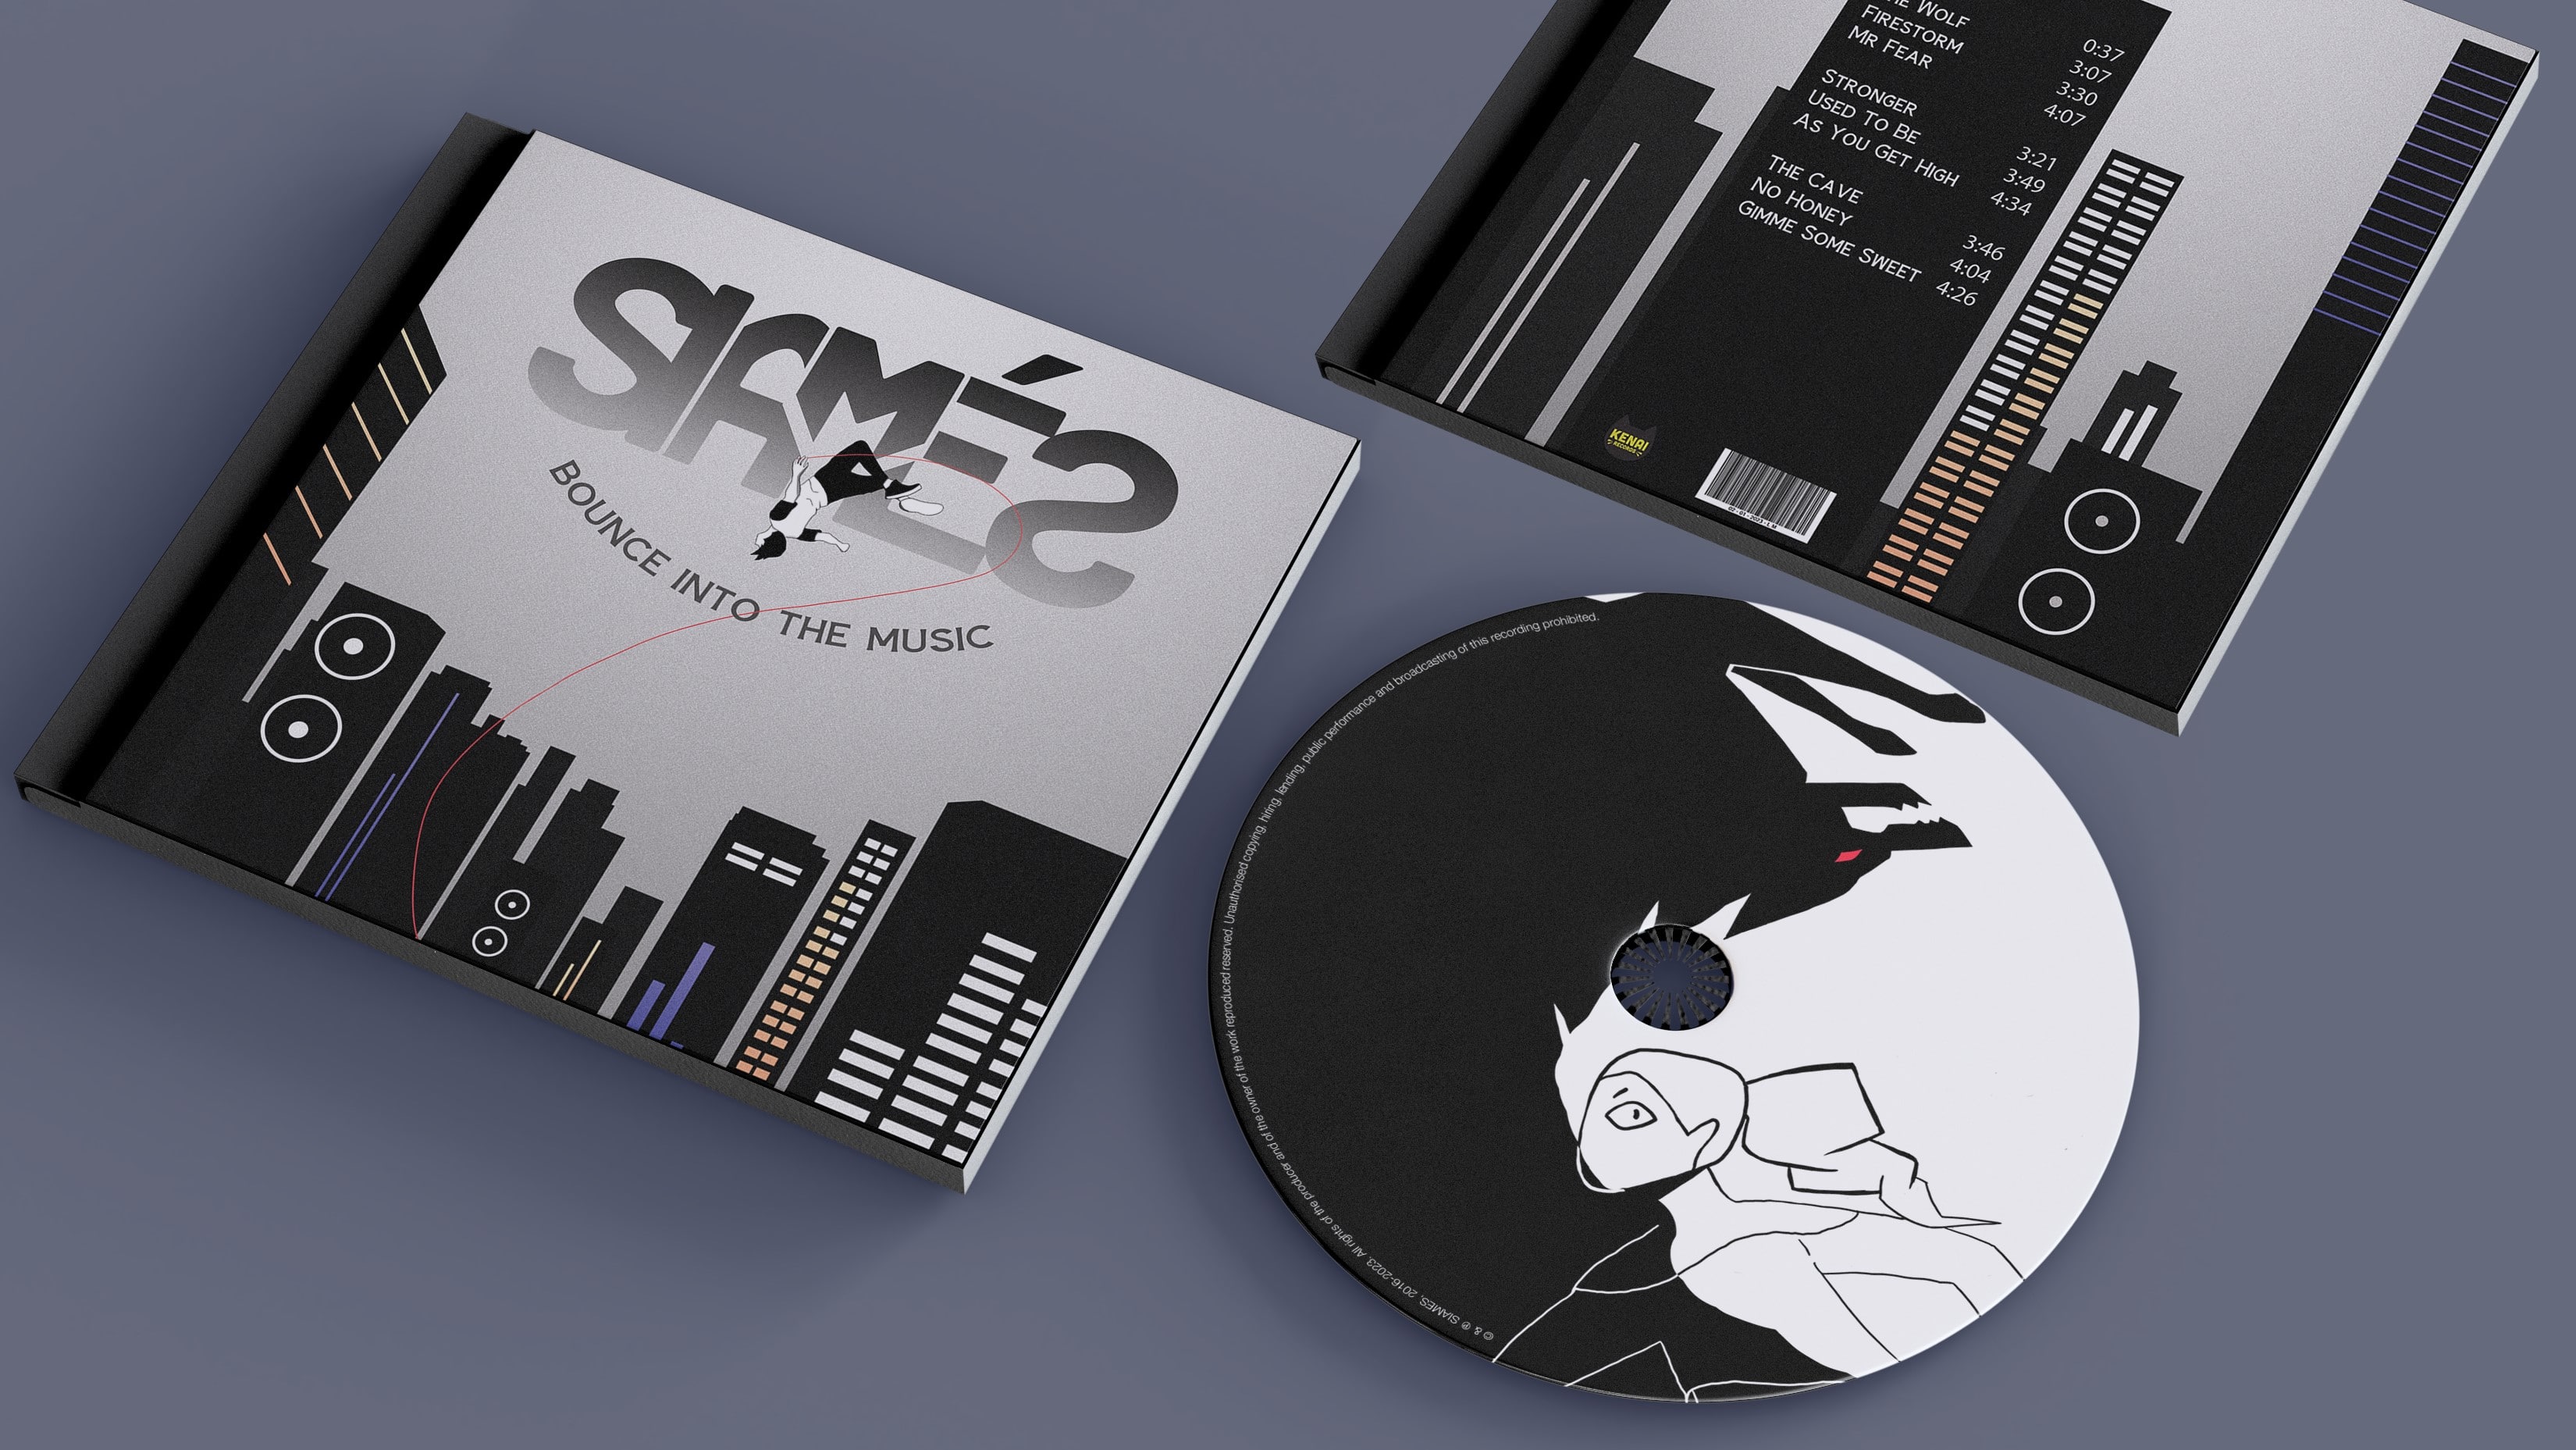 SIAMÉS
BOUNCE INTO THE MUSIC
WOLF 0:37
FIRESTORM 3:07
MR FEAR 3:30
4:07
STRONGER 3:21
USED TO BE 3:49
AS YOU GET HIGH 4:34
THE CAVE 3:46
NO HONEY 4:04
GIMME SOME SWEET 4:26
KENAI
RECORDS
© & ℗ SIAMES, 2016-2023, All rights of the producer and of the owner of the work reproduced reserved. Unauthorised copying, hiring, lending, public performance and broadcasting of this recording prohibited.